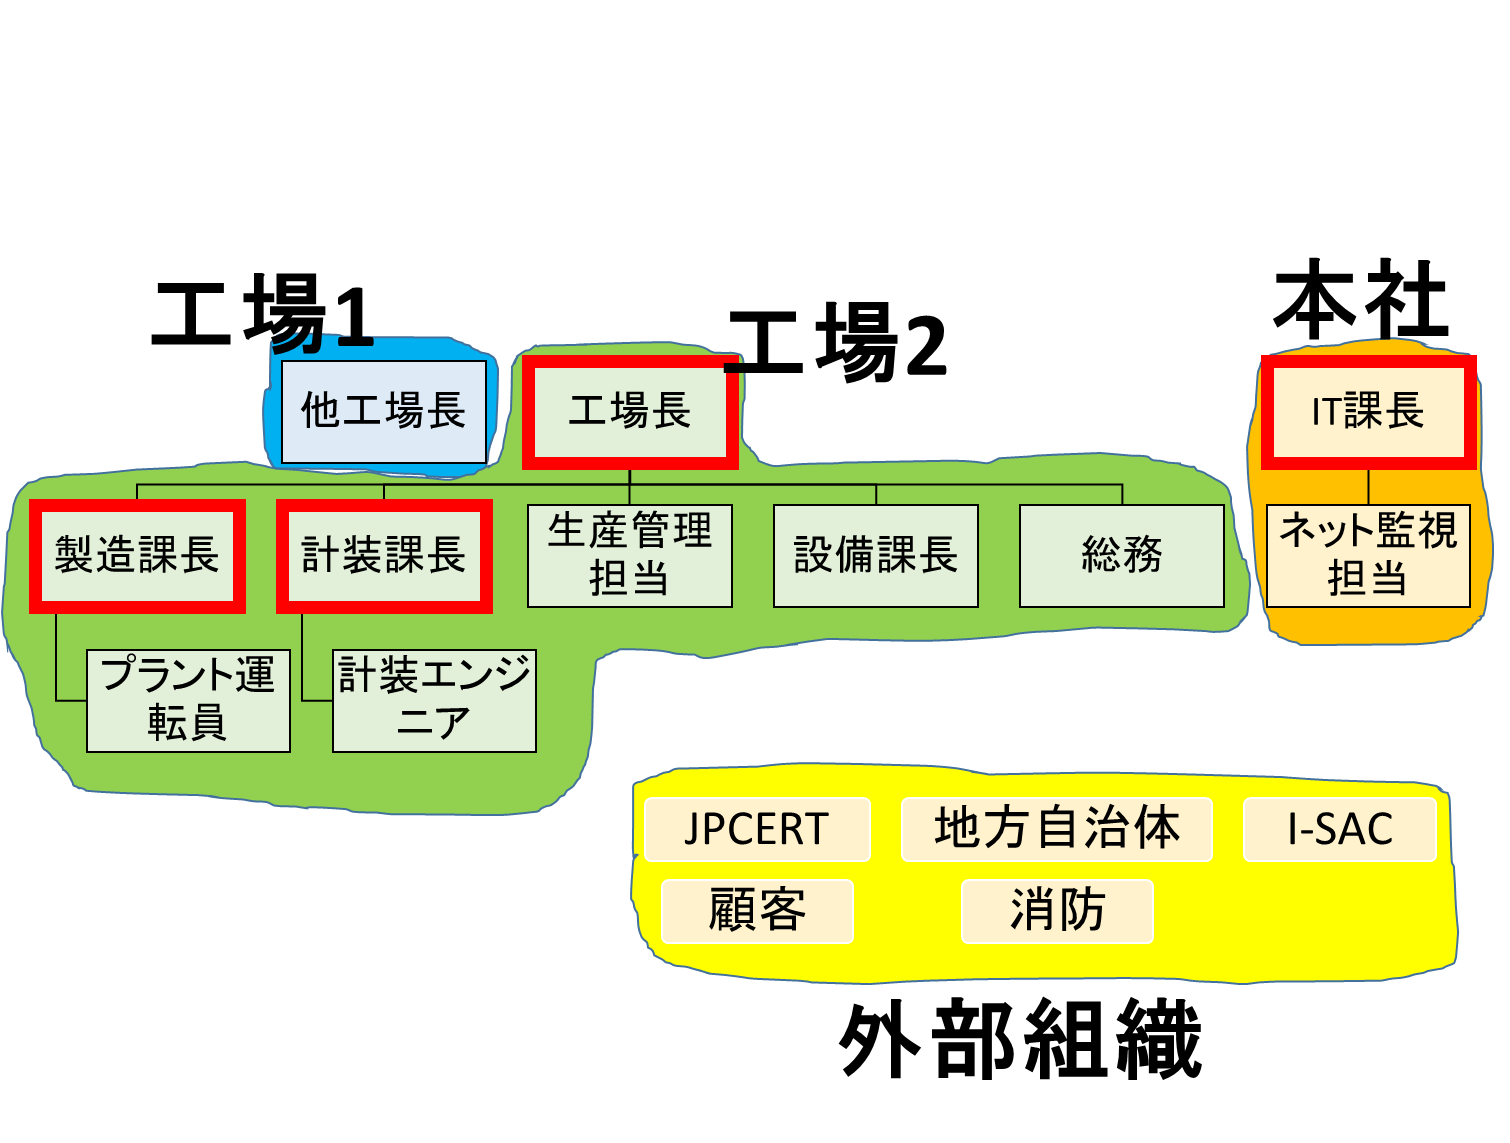 工場1
工場2
本社
他工場長
工場長
IT課長
製造課長
計装課長
生産管理
担当
設備課長
総務
ネット監視
担当
プラント運
転員
計装エンジ
ニア
JPCERT
地方自治体
I-SAC
顧客
消防
外部組織